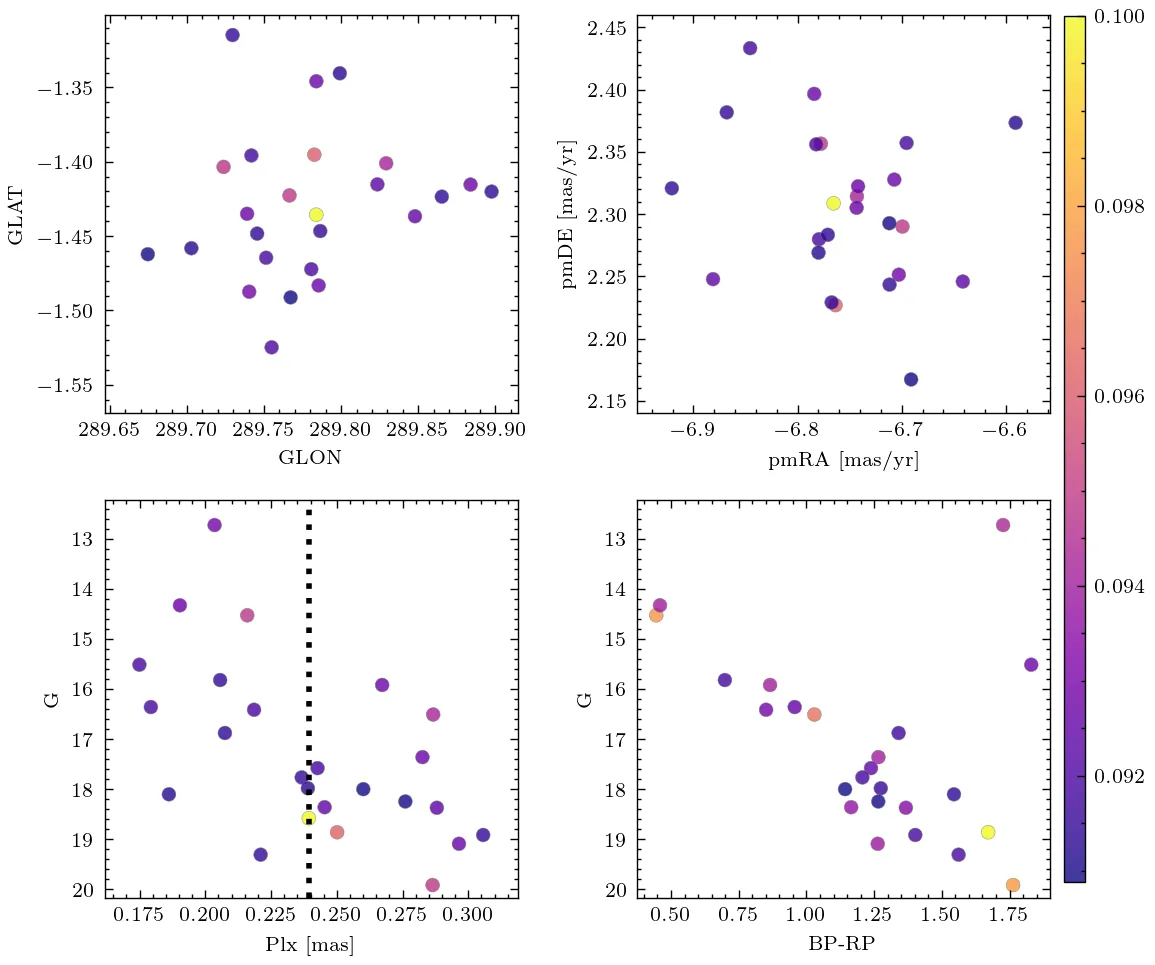 −1.35
−1.40
−1.45
−1.50
−1.55
GLAT
289.65 289.70 289.75 289.80 289.85 289.90
GLON
2.45
2.40
2.35
2.30
2.25
2.20
2.15
pmDE [mas/yr]
−6.9 −6.8 −6.7 −6.6
pmRA [mas/yr]
13
14
15
16
17
18
19
20
G
0.175 0.200 0.225 0.250 0.275 0.300
Plx [mas]
13
14
15
16
17
18
19
20
G
0.50 0.75 1.00 1.25 1.50 1.75
BP-RP
0.100
0.098
0.096
0.094
0.092